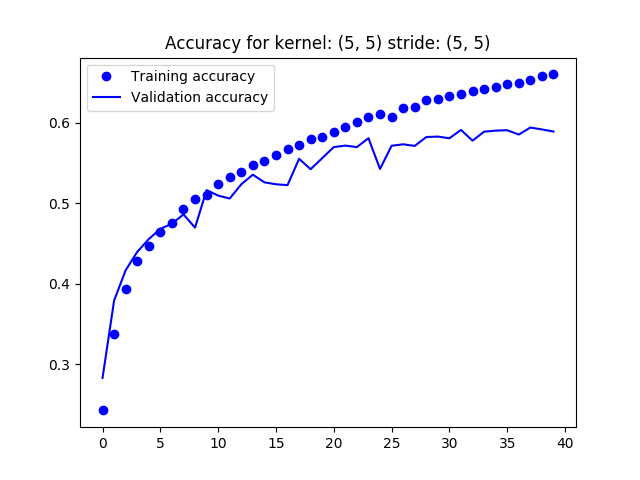 Accuracy for kernel: (5, 5) stride: (5, 5)
Training accuracy
Validation accuracy
0.6
0.5
0.4
0.3
0 5 10 15 20 25 30 35 40